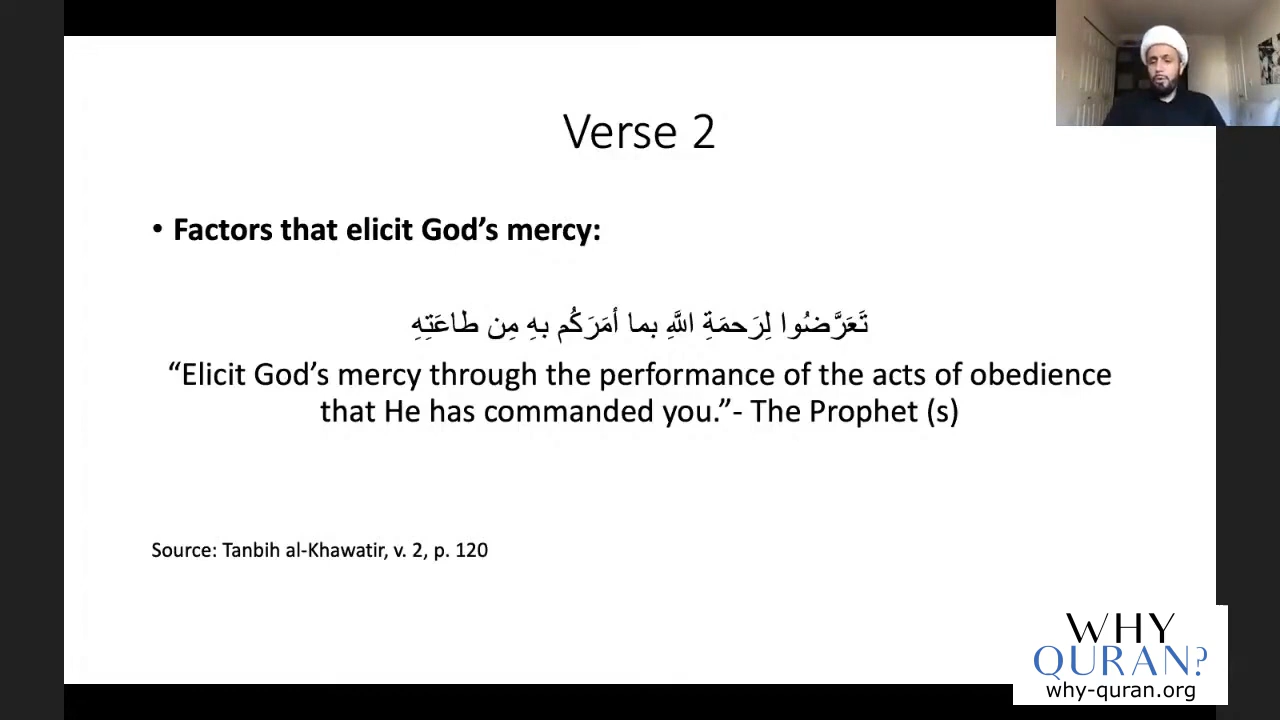 Verse 2
• Factors that elicit God’s mercy:
تَعَرَّضُوا لِرَحمَةِ اللَّهِ بما أمَرَكُم بهِ مِن طاعَتِهِ
“Elicit God’s mercy through the performance of the acts of obedience
that He has commanded you.”- The Prophet (s)
Source: Tanbih al-Khawatir, v. 2, p. 120
WHY
QURAN?
why-quran.org